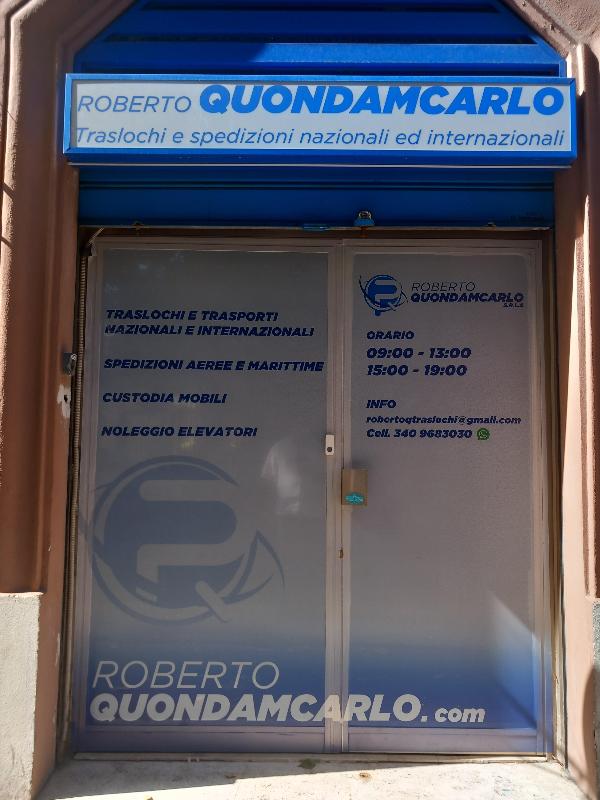 ROBERTO QUONDAMCARLO
Traslochi e spedizioni nazionali ed internazionali
TRASLOCHI E TRASPORTI
NAZIONALI E INTERNAZIONALI
SPEDIZIONI AEREE E MARITTIME
CUSTODIA MOBILI
NOLEGGIO ELEVATORI
ROBERTO
QUONDAMCARLO
S.R.L.S
ORARIO
09:00 - 13:00
15:00 - 19:00
INFO
robertoqtraslochi@gmail.com
Cell. 340 9683030
ROBERTO
QUONDAMCARLO.com